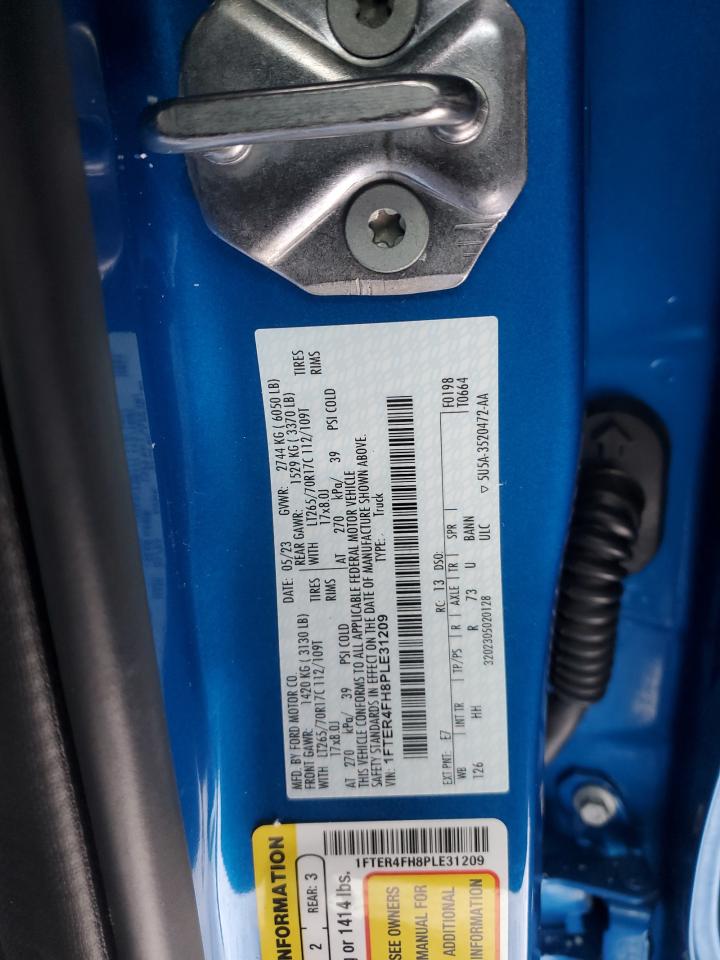 MFD. BY FORD MOTOR CO. DATE: 05/23 GVWR: 2744 KG ( 6050 LB)
FRONT GAWR: 1420 KG ( 3130 LB) REAR GAWR: 1529 KG ( 3370 LB)
WITH LT265/70R17C 112/109T TIRES WITH LT265/70R17C 112/109T TIRES
17x8.0J RIMS 17x8.0J RIMS
AT 270 kPa/ 39 PSI COLD AT 270 kPa/ 39 PSI COLD
THIS VEHICLE CONFORMS TO ALL APPLICABLE FEDERAL MOTOR VEHICLE
SAFETY STANDARDS IN EFFECT ON THE DATE OF MANUFACTURE SHOWN ABOVE.
VIN: 1FTER4FH8PLE31209 TYPE: Truck
F0198
T0664
EXT PNT: E7 RC: 13 DSO:
WB INT TR TP/PS R AXLE TR SPR
126 HH R 73 U BANN
ULC
3202305020128 5U5A-3520472-AA
INFORMATION
2 REAR: 3
or 1414 lbs.
1FTER4FH8PLE31209
SEE OWNERS
MANUAL FOR
ADDITIONAL
INFORMATION